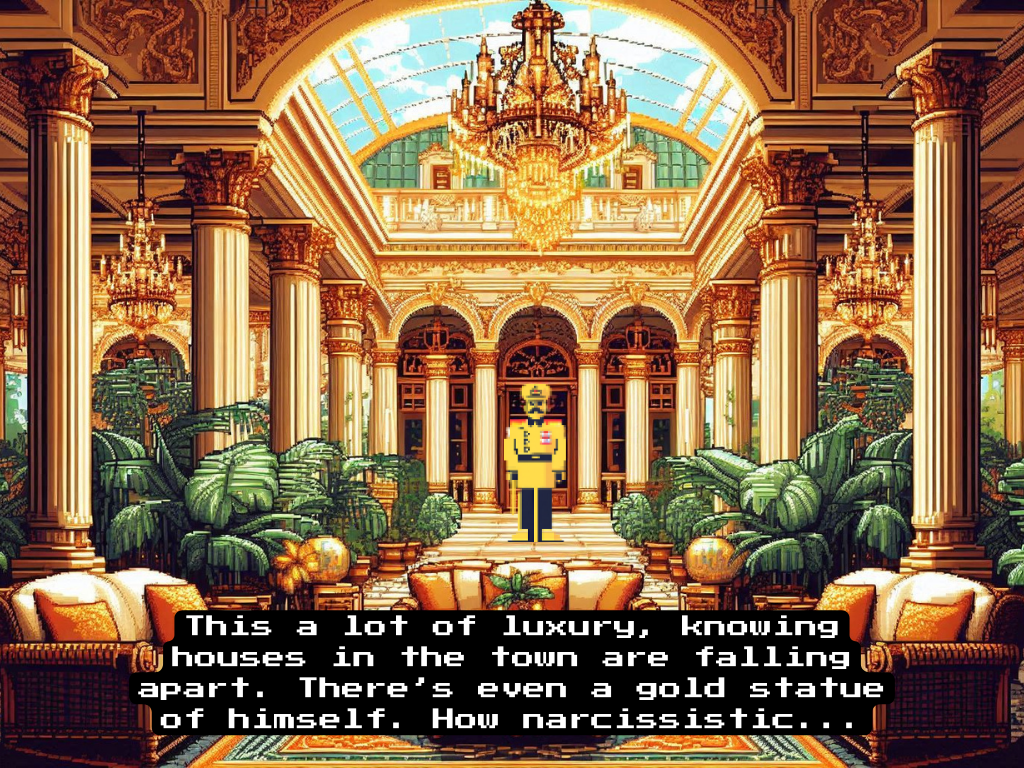 This a lot of luxury, knowing
houses in the town are falling
apart. There's even a gold statue
of himself. How narcissistic...